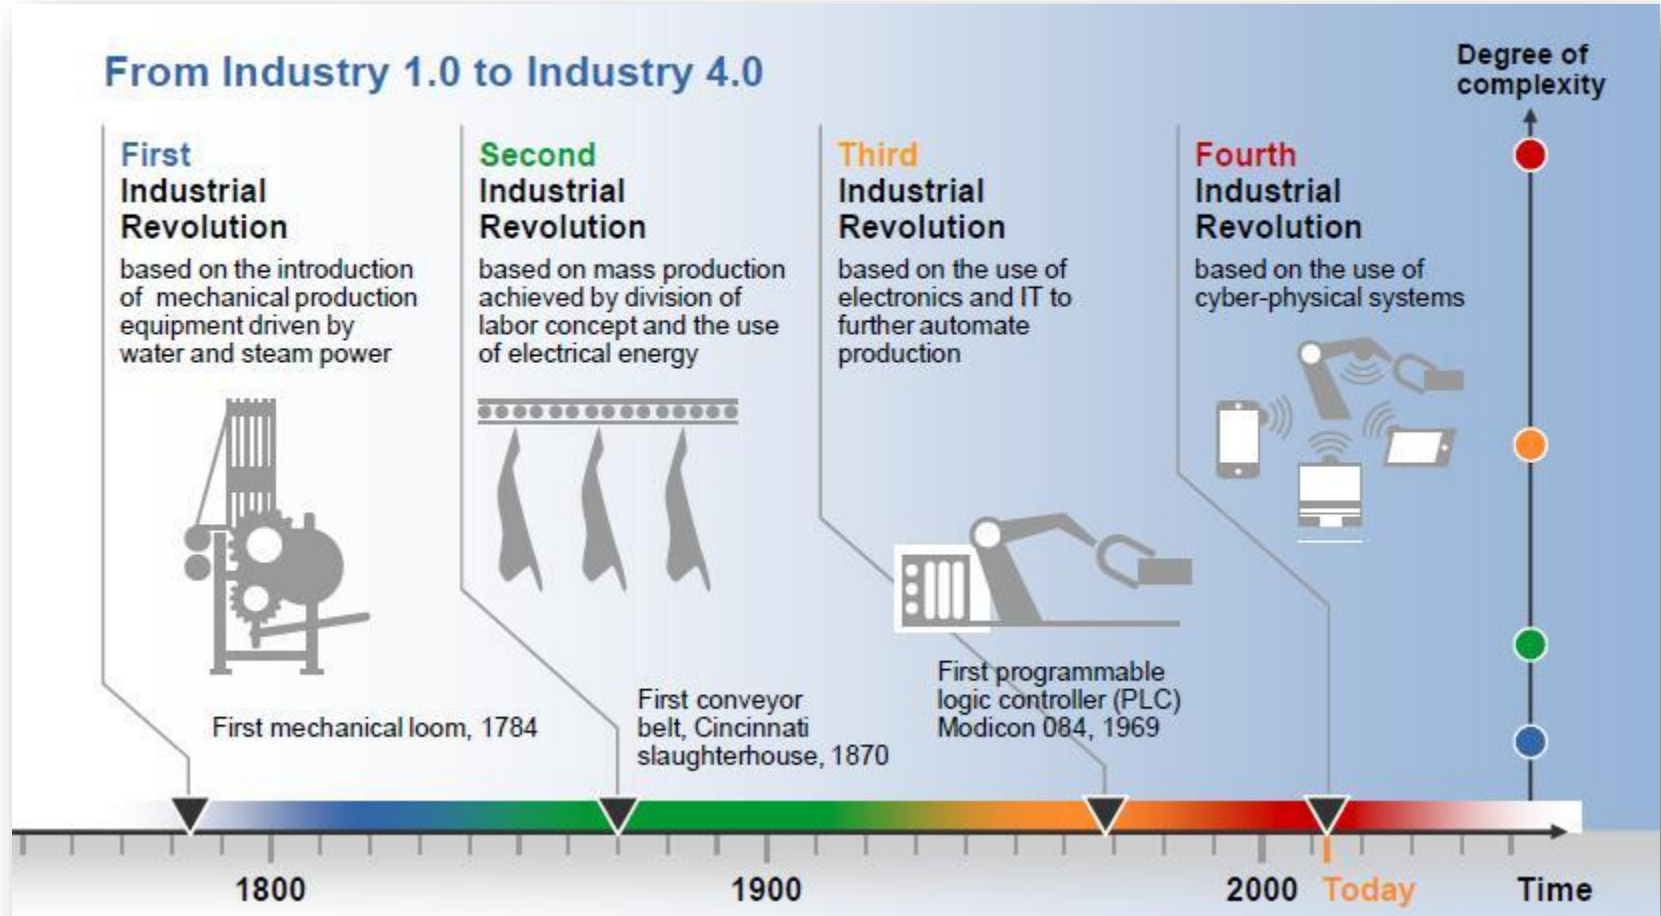 From Industry 1.0 to Industry 4.0
Degree of
complexity
First
Industrial
Revolution
based on the introduction
of mechanical production
equipment driven by
water and steam power
First mechanical loom, 1784
Second
Industrial
Revolution
based on mass production
achieved by division of
labor concept and the use
of electrical energy
First conveyor
belt, Cincinnati
slaughterhouse, 1870
Third
Industrial
Revolution
based on the use of
electronics and IT to
further automate
production
First programmable
logic controller (PLC)
Modicon 084, 1969
Fourth
Industrial
Revolution
based on the use of
cyber-physical systems
1800
1900
2000
Today
Time